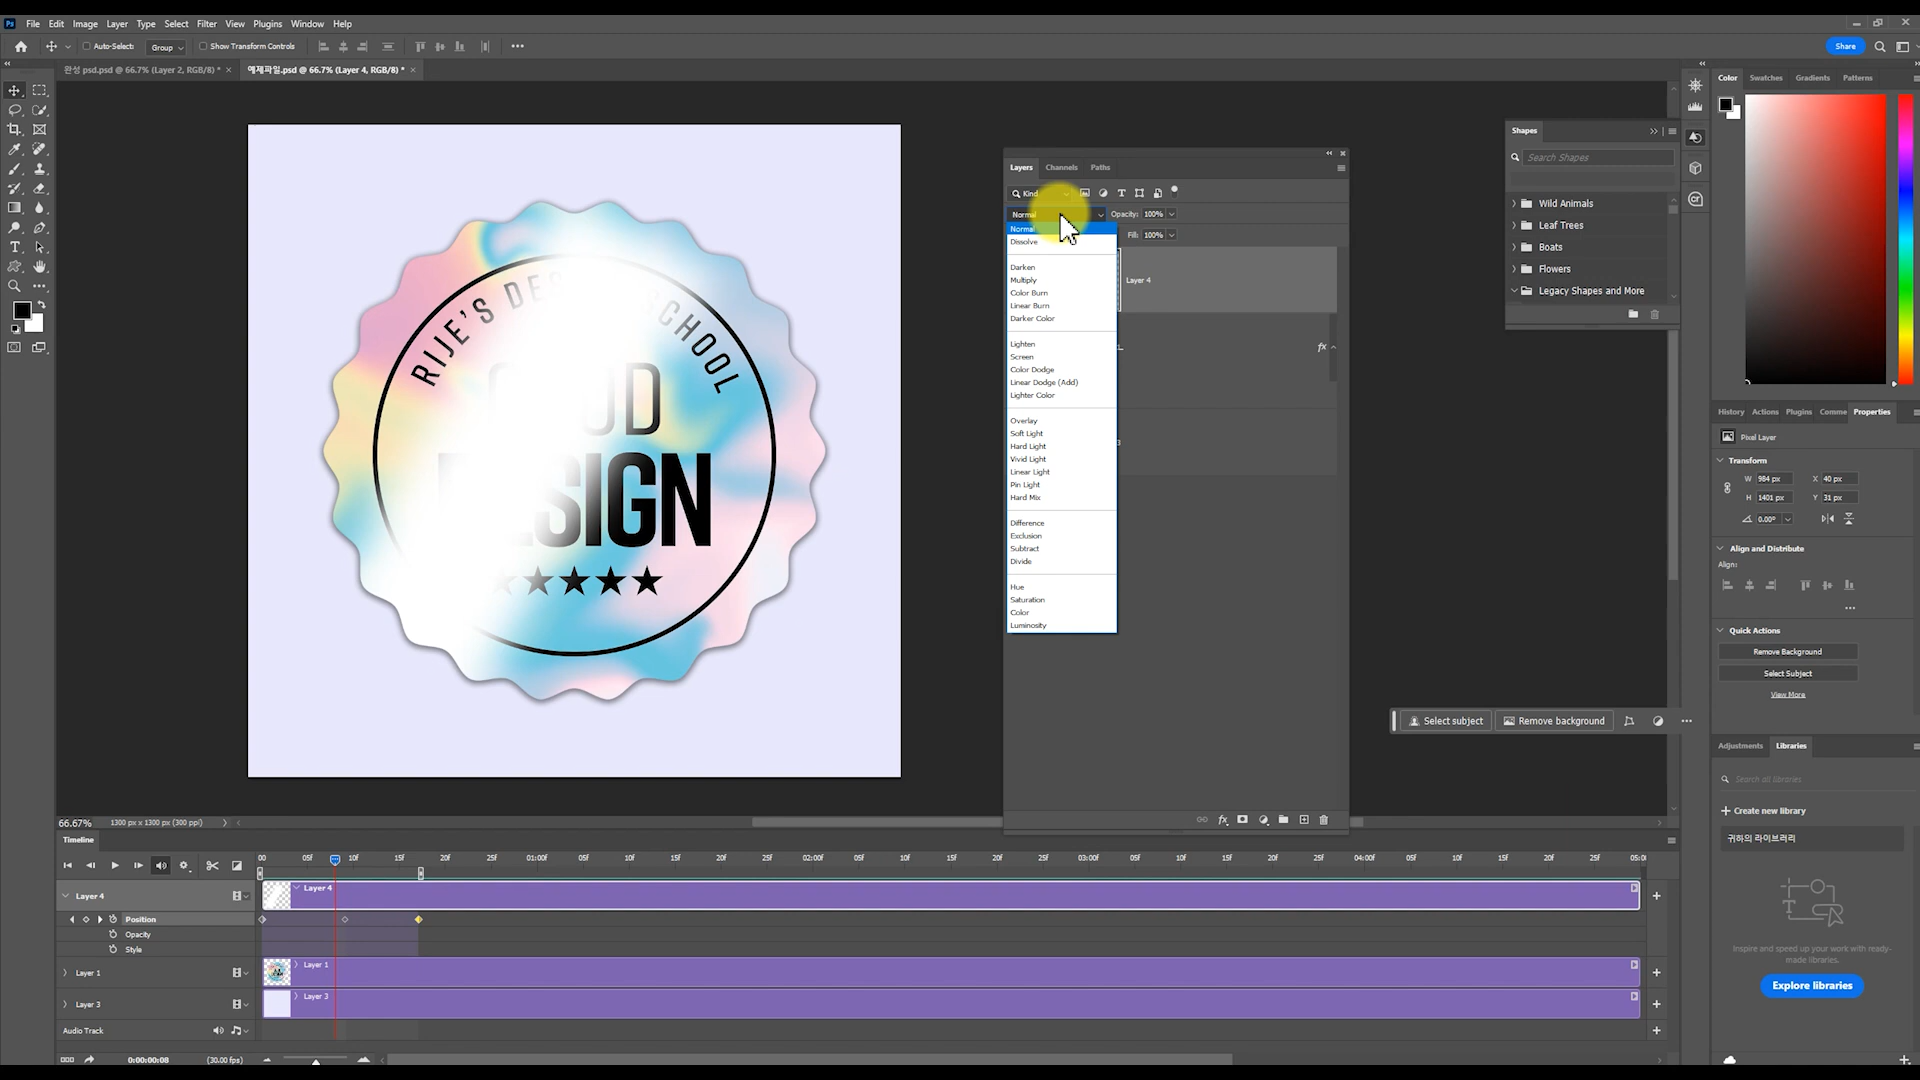 Ps File Edit Image Layer Type Select Filter View Plugins Window Help
Auto-Select: Group Show Transform Controls
Share
완성 psd.psd @ 66.7% (Layer 2, RGB/8) * ×
예제파일.psd @ 66.7% (Layer 4, RGB/8) * ×
RIJE'S DES SCHOOL
DESIGN
Layers Channels Paths
Kind
Normal Opacity: 100%
Fill: 100%
Normal
Dissolve
Darken
Multiply
Color Burn
Linear Burn
Darker Color
Lighten
Screen
Color Dodge
Linear Dodge (Add)
Lighter Color
Overlay
Soft Light
Hard Light
Vivid Light
Linear Light
Pin Light
Hard Mix
Difference
Exclusion
Subtract
Divide
Hue
Saturation
Color
Luminosity
Layer 4
fx
fx
Shapes
Search Shapes
Wild Animals
Leaf Trees
Boats
Flowers
Legacy Shapes and More
Select subject Remove background
Color Swatches Gradients Patterns
History Actions Plugins Comme Properties
Pixel Layer
Transform
W 984 px X 40 px
H 1401 px Y 31 px
0.00°
Align and Distribute
Align:
Quick Actions
Remove Background
Select Subject
View More
Adjustments Libraries
Search all libraries
Create new library
귀하의 라이브러리
Inspire and speed up your work with ready-
made libraries.
Explore libraries
66.67% 1300 px x 1300 px (300 ppi)
Timeline
00 05f 10f 15f 20f 25f 01:00f 05f 10f 15f 20f 25f 02:00f 05f 10f 15f 20f 25f 03:00f 05f 10f 15f 20f 25f 04:00f 05f 10f 15f 20f 25f 05:0
Layer 4 Layer 4
Position
Opacity
Style
Layer 1 Layer 1
Layer 3 Layer 3
Audio Track
0:00:00:08 (30.00 fps)